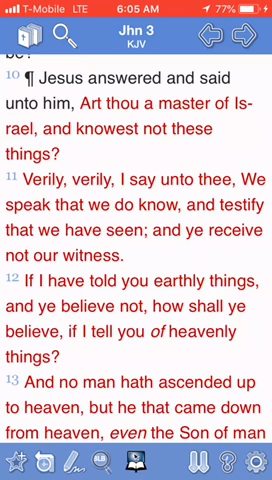 T-Mobile LTE 6:05 AM 77%
Jhn 3
KJV
be?
10 ¶ Jesus answered and said
unto him, Art thou a master of Is-
rael, and knowest not these
things?
11 Verily, verily, I say unto thee, We
speak that we do know, and testify
that we have seen; and ye receive
not our witness.
12 If I have told you earthly things,
and ye believe not, how shall ye
believe, if I tell you of heavenly
things?
13 And no man hath ascended up
to heaven, but he that came down
from heaven, even the Son of man
BLB